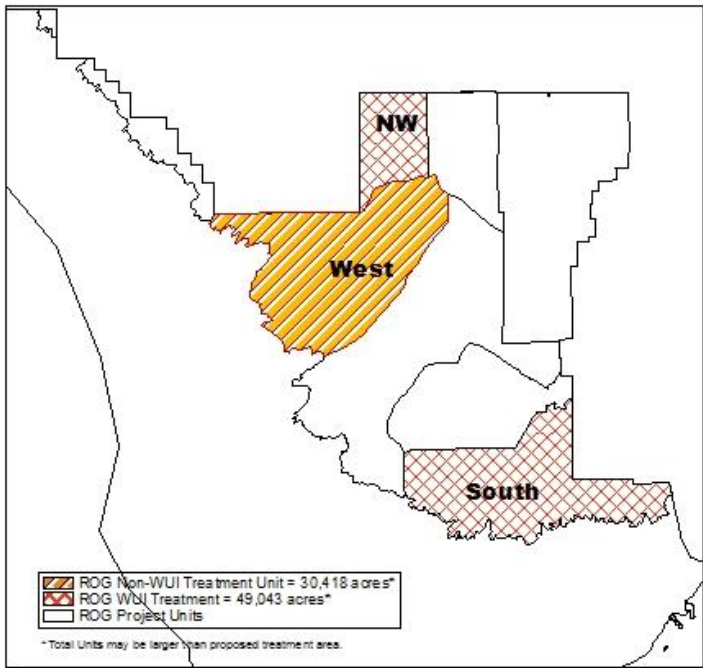 NW
West
South
ROG Non-WUI Treatment Unit = 30,418 acres*
ROG WUI Treatment = 49,043 acres*
ROG Project Units
*Total Units may be larger than proposed treatment area.